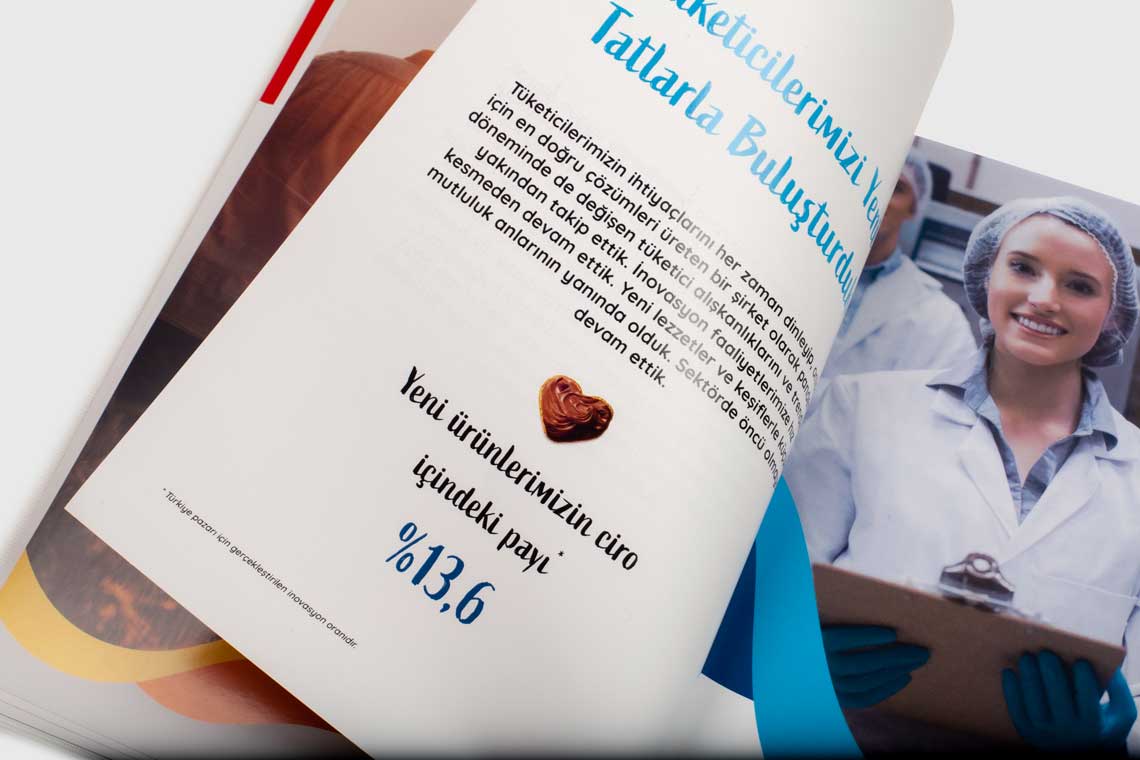 Tatlarla Buluşturduk
Tüketicilerimizin ihtiyaçlarını her zaman dinleyip,
için en doğru çözümleri üreten bir şirket olarak
döneminde de değişen tüketici alışkanlıklarını ve
yakından takip ettik. İnovasyon faaliyetlerimize
kesmeden devam ettik. Yeni lezzetler ve keşiflerle
mutluluk anlarının yanında olduk. Sektörde öncü
devam ettik.
Yeni ürünlerimizin ciro
içindeki payı*
%13,6
* Türkiye pazarı için gerçekleştirilen inovasyon oranıdır.